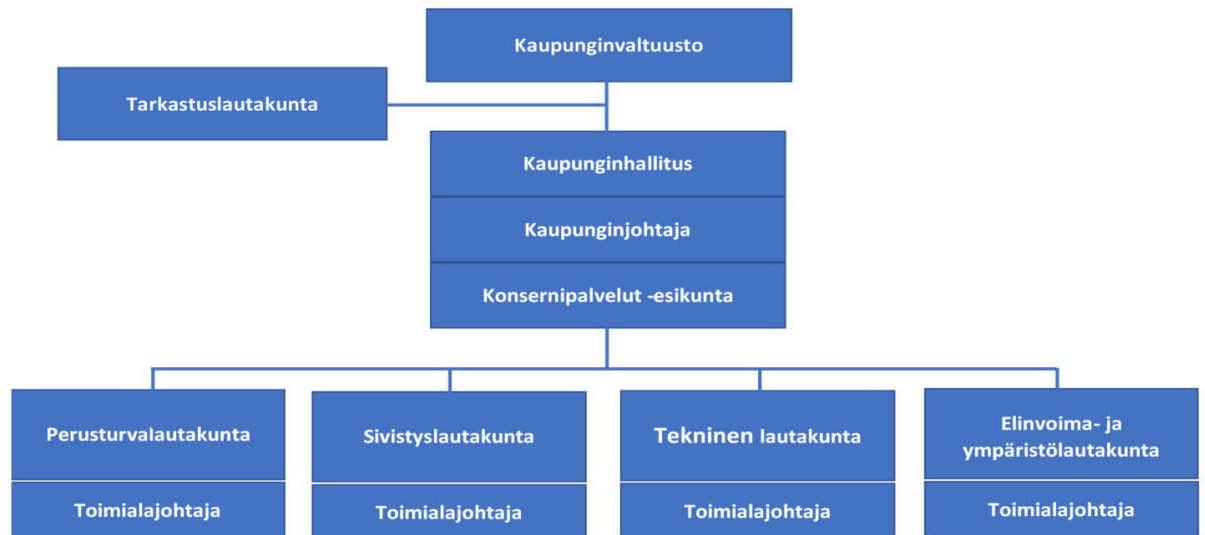 Kaupunginvaltuusto
Tarkastuslautakunta
Kaupunginhallitus
Kaupunginjohtaja
Konsernipalvelut -esikunta
Perusturvalautakunta
Sivistyslautakunta
Tekninen lautakunta
Elinvoima- ja
ympäristölautakunta
Toimialajohtaja
Toimialajohtaja
Toimialajohtaja
Toimialajohtaja